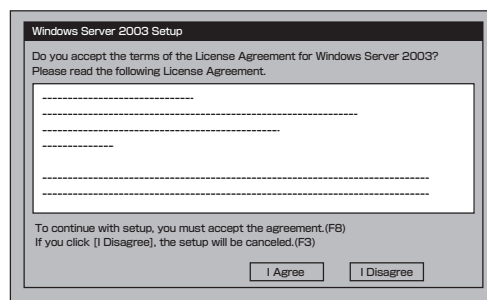 Windows Server 2003 Setup
Do you accept the terms of the License Agreement for Windows Server 2003?
Please read the following License Agreement.
To continue with setup, you must accept the agreement.(F8)
If you click [I Disagree], the setup will be canceled.(F3)
I Agree I Disagree